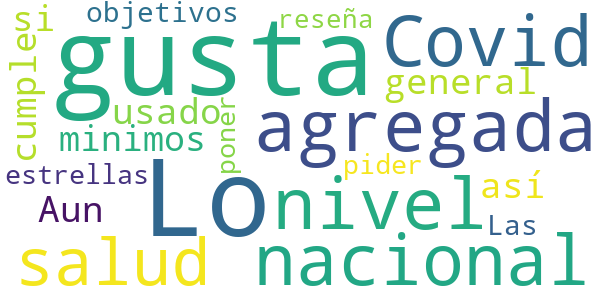 si
objetivos
reseña
cumple
gusta
Covid
general
usado
minimos
poner
agregada
estrellas
Aun
Lo
nivel
pider
así
Las
salud
nacional